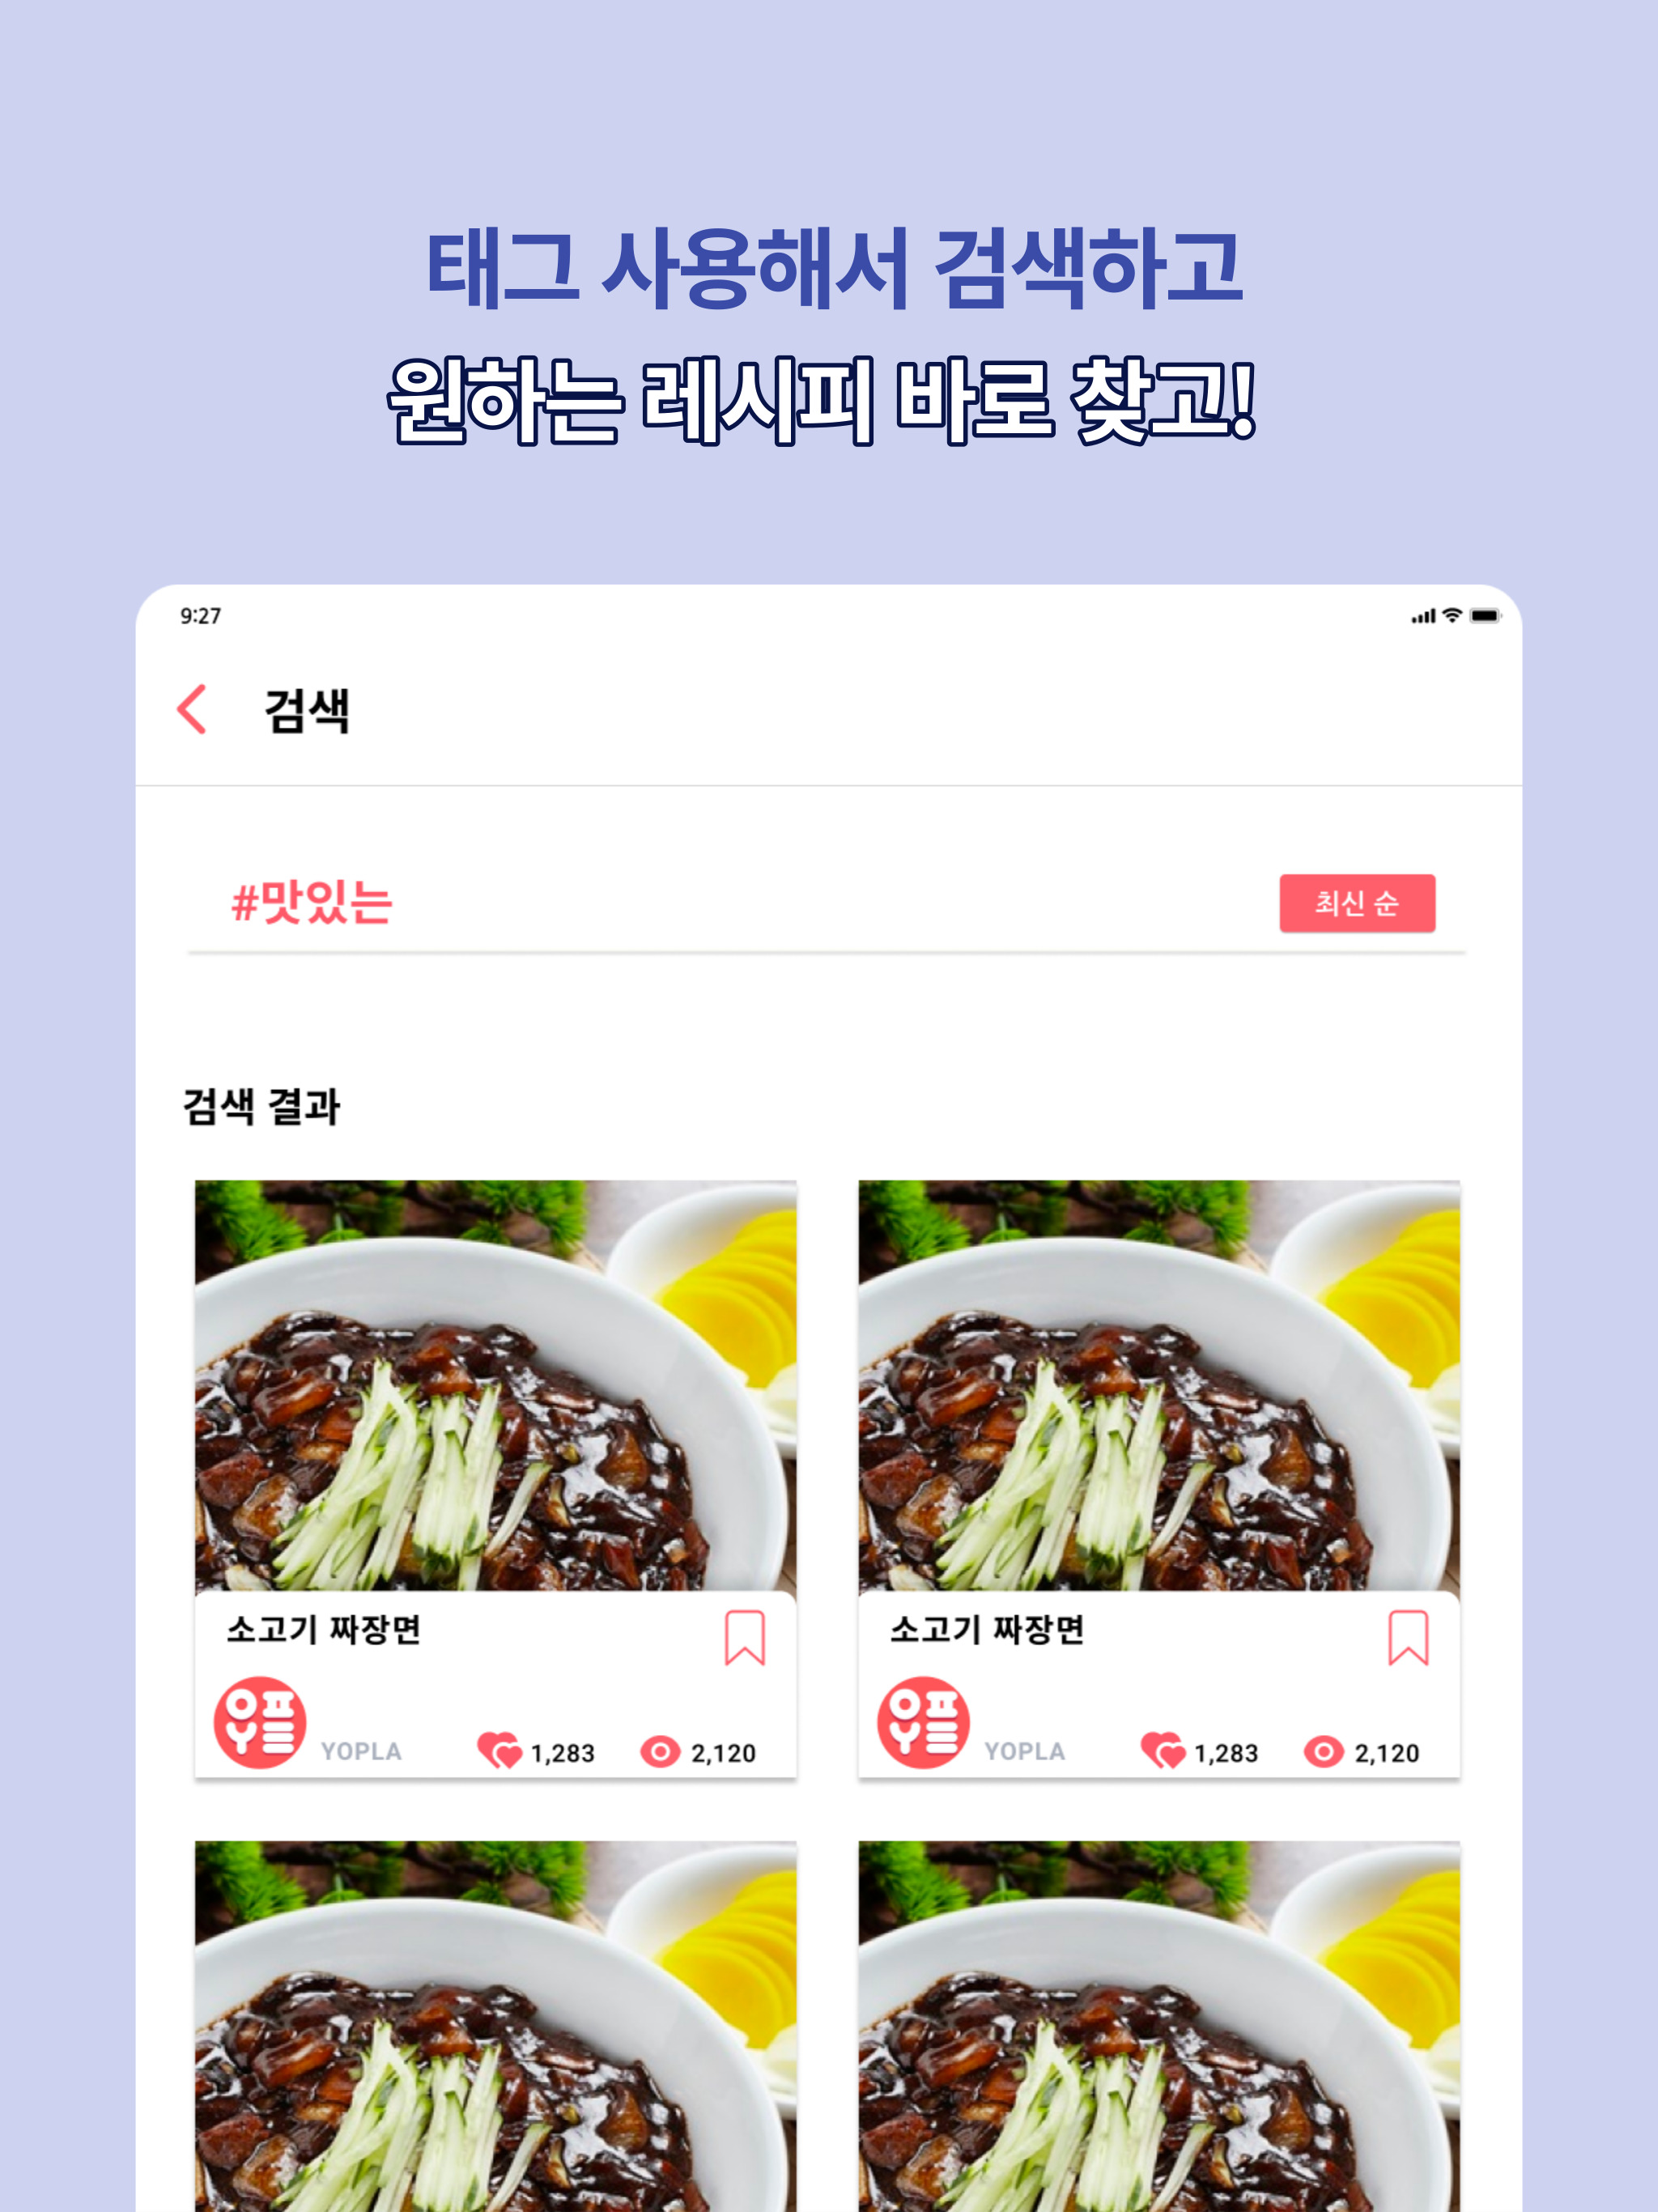 태그 사용해서 검색하고
원하는 레시피 바로 찾고!
9:27
검색
#맛있는
최신 순
검색 결과
소고기 짜장면
요플
YOPLA
1,283
2,120
소고기 짜장면
요플
YOPLA
1,283
2,120